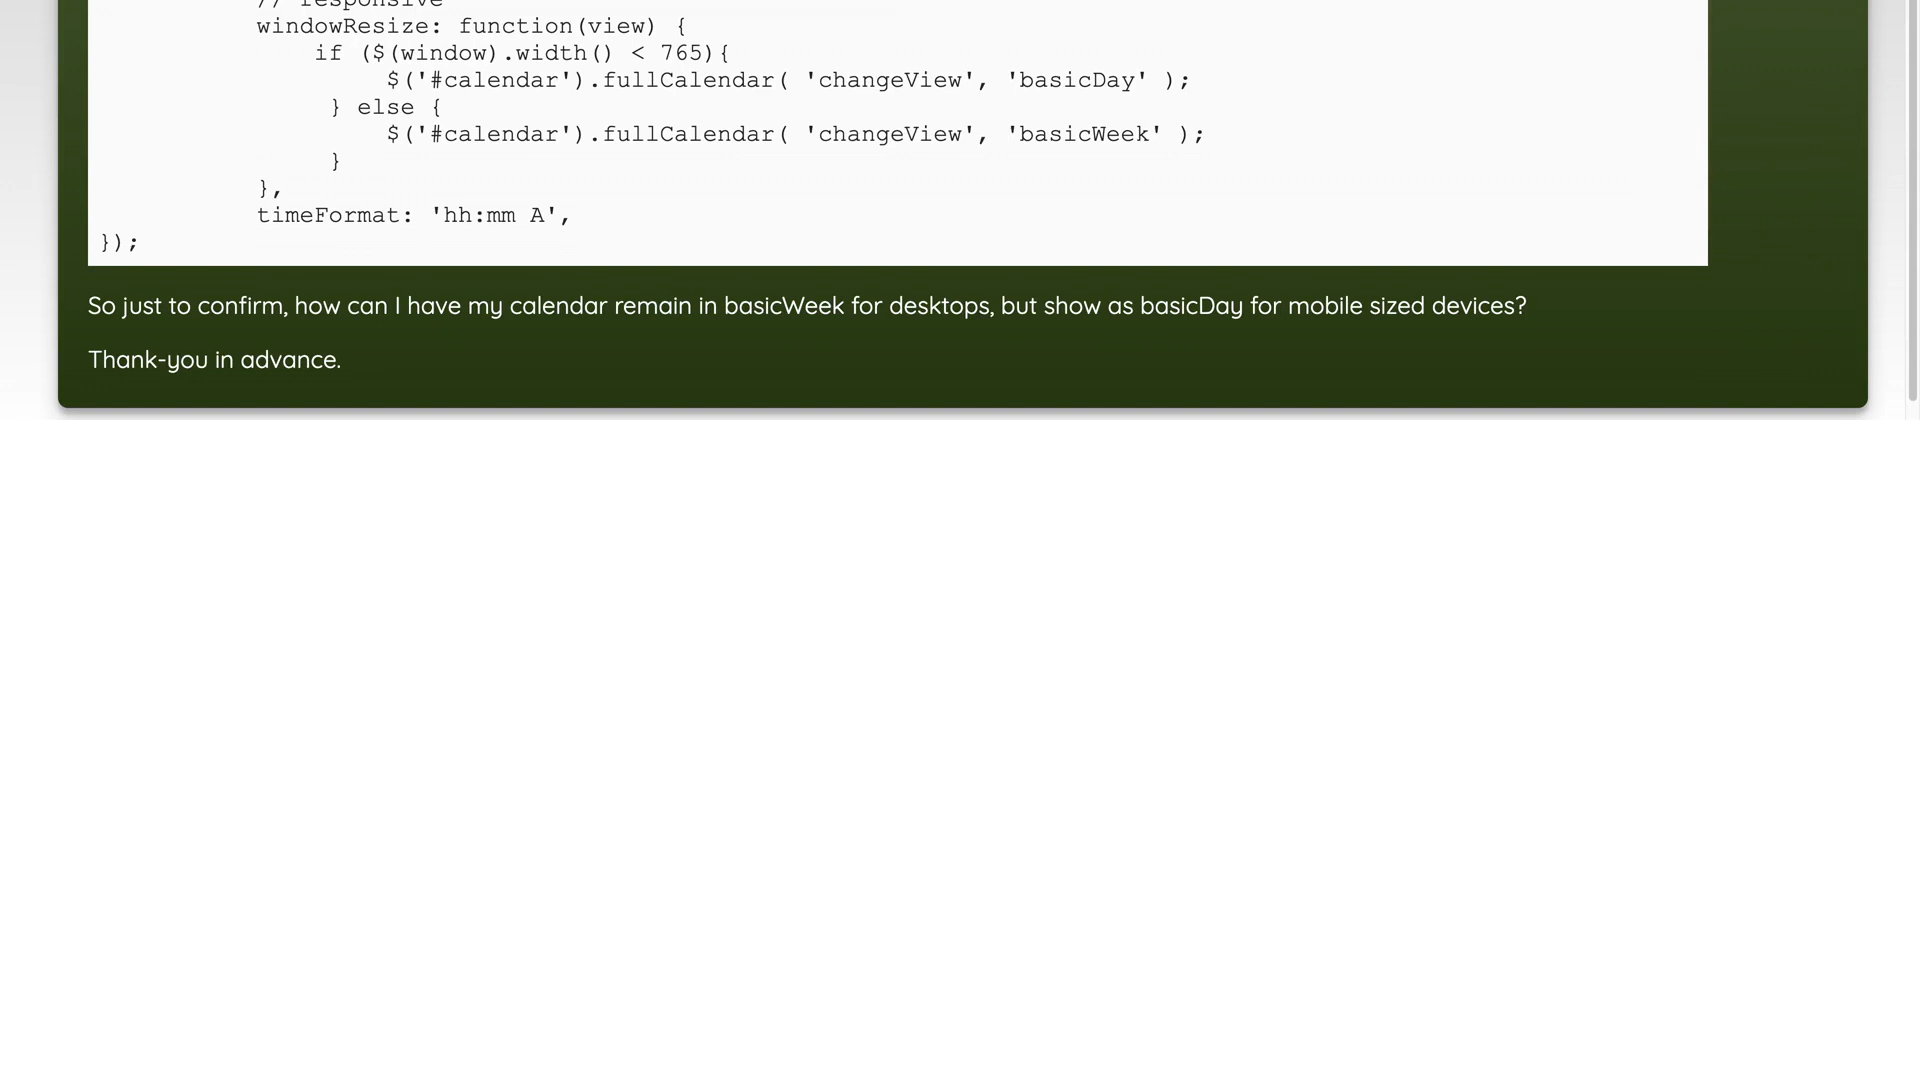 // responsive
windowResize: function(view) {
if ($(window).width() < 765){
$('#calendar').fullCalendar( 'changeView', 'basicDay' );
} else {
$('#calendar').fullCalendar( 'changeView', 'basicWeek' );
}
},
timeFormat: 'hh:mm A',
});
So just to confirm, how can I have my calendar remain in basicWeek for desktops, but show as basicDay for mobile sized devices?
Thank-you in advance.